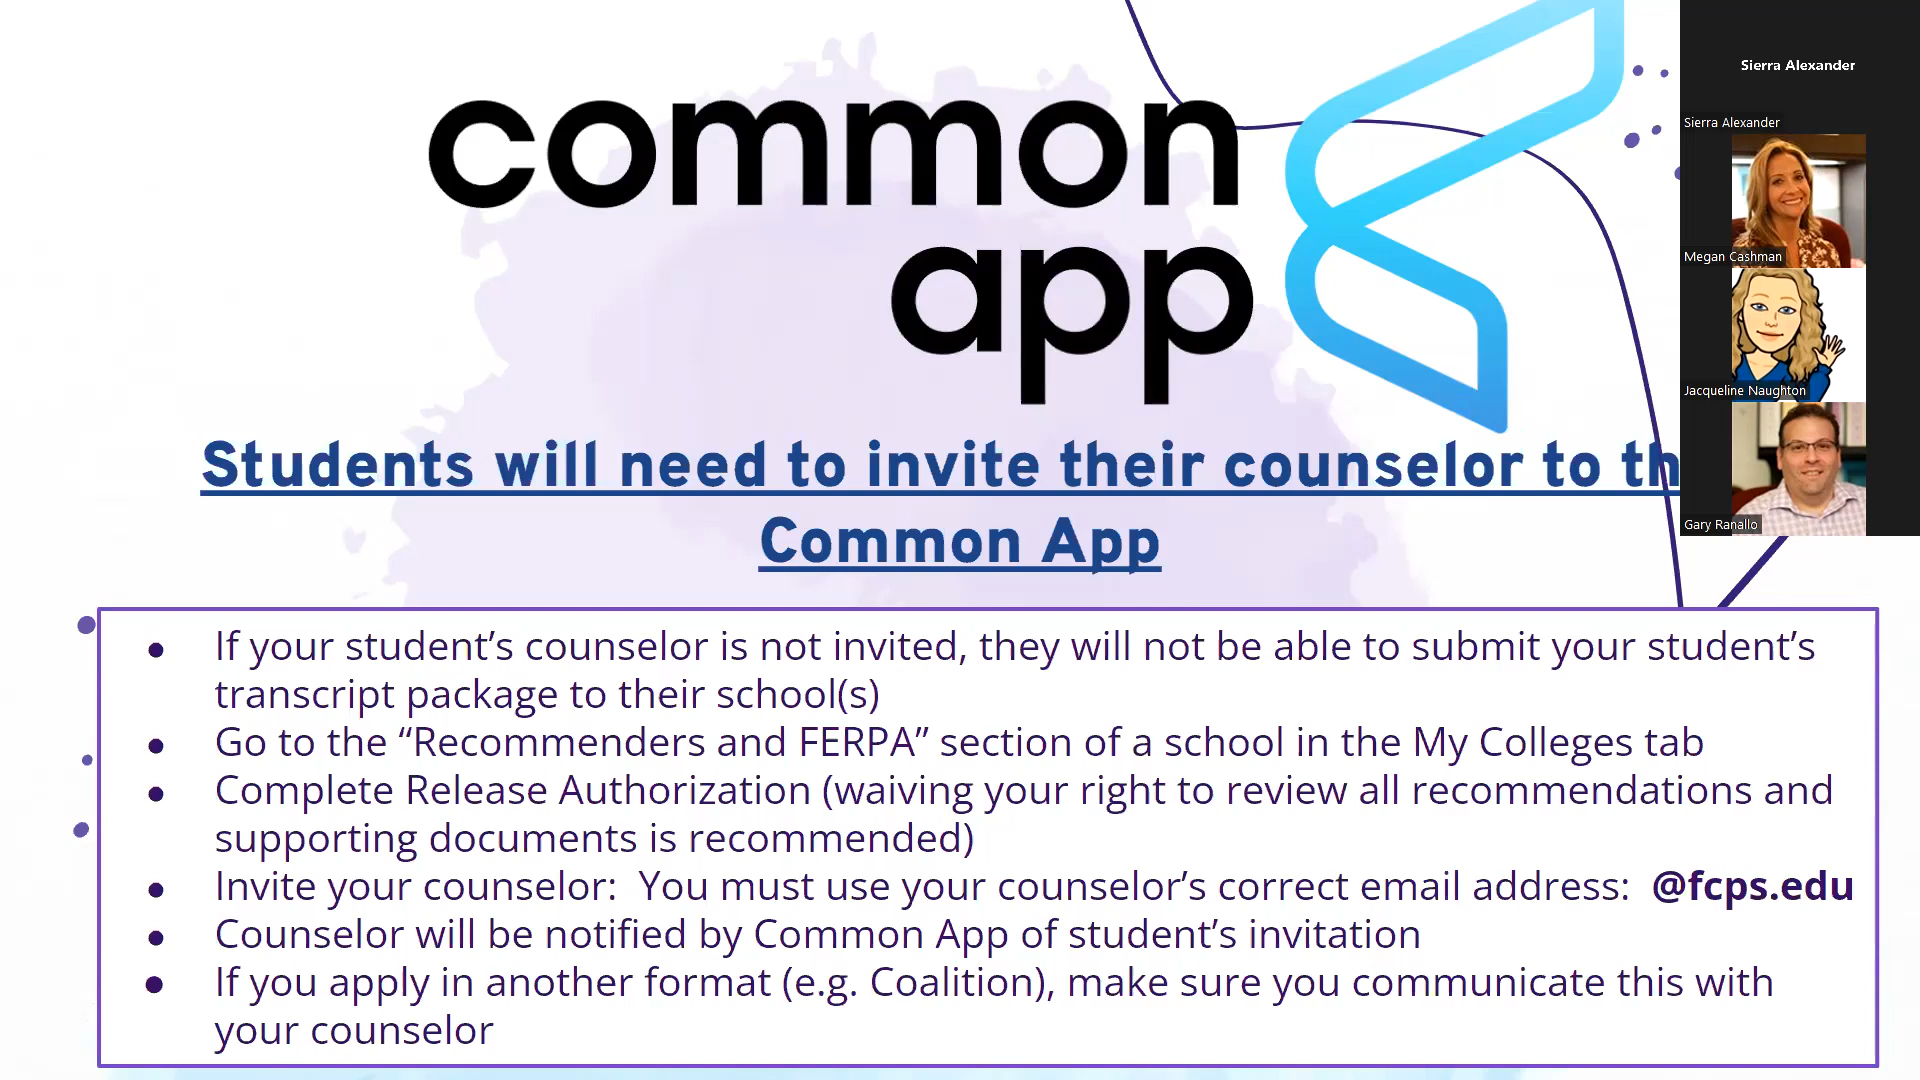 common
app
Students will need to invite their counselor to th
Common App
● If your student’s counselor is not invited, they will not be able to submit your student’s
transcript package to their school(s)
● Go to the “Recommenders and FERPA” section of a school in the My Colleges tab
● Complete Release Authorization (waiving your right to review all recommendations and
supporting documents is recommended)
● Invite your counselor:  You must use your counselor’s correct email address:  @fcps.edu
● Counselor will be notified by Common App of student’s invitation
● If you apply in another format (e.g. Coalition), make sure you communicate this with
your counselor
Sierra Alexander
Sierra Alexander
Megan Cashman
Jacqueline Naughton
Gary Ranallo